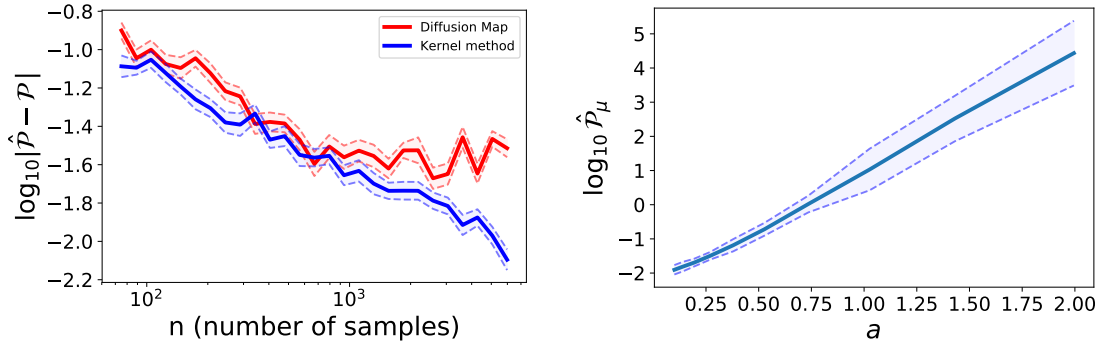 −0.8
−1.0
−1.2
−1.4
−1.6
−1.8
−2.0
−2.2
log₁₀|𝒫̂ − 𝒫|
Diffusion Map
Kernel method
10²
10³
n (number of samples)
5
4
3
2
1
0
−1
−2
log₁₀ 𝒫̂μ
0.25 0.50 0.75 1.00 1.25 1.50 1.75 2.00
a